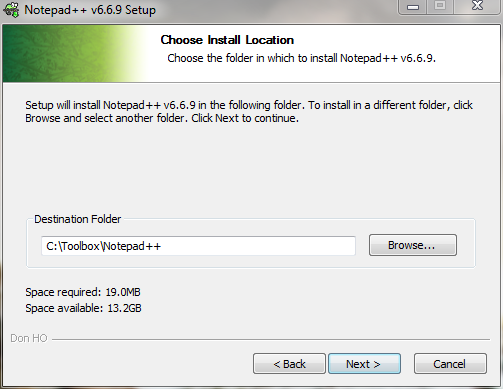 Notepad++ v6.6.9 Setup
Choose Install Location
Choose the folder in which to install Notepad++ v6.6.9.
Setup will install Notepad++ v6.6.9 in the following folder. To install in a different folder, click
Browse and select another folder. Click Next to continue.
Destination Folder
C:\Toolbox\Notepad++
Browse...
Space required: 19.0MB
Space available: 13.2GB
Don HO
< Back
Next >
Cancel